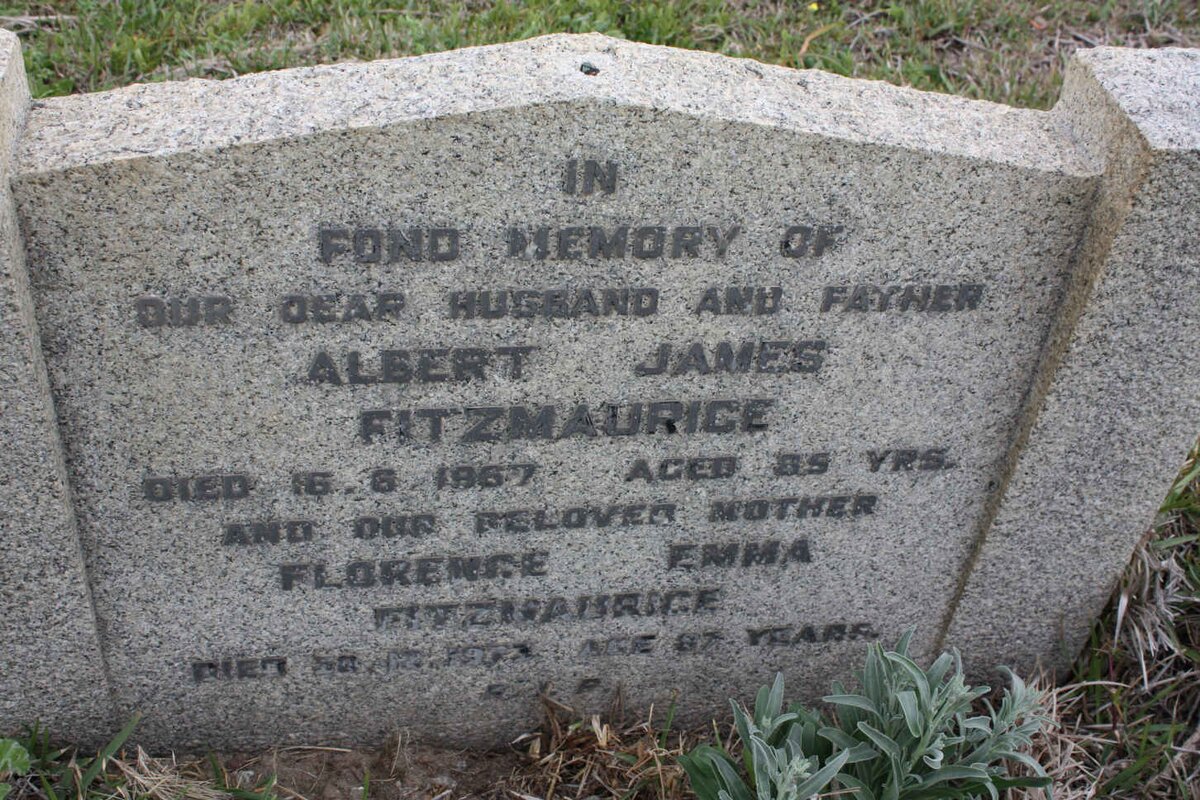 IN
FOND MEMORY OF
OUR DEAR HUSBAND AND FATHER
ALBERT JAMES
FITZMAURICE
DIED 16.6 1967 AGED 85 YRS.
AND OUR BELOVED MOTHER
FLORENCE EMMA
FITZMAURICE
DIED AGE 87 YEARS.